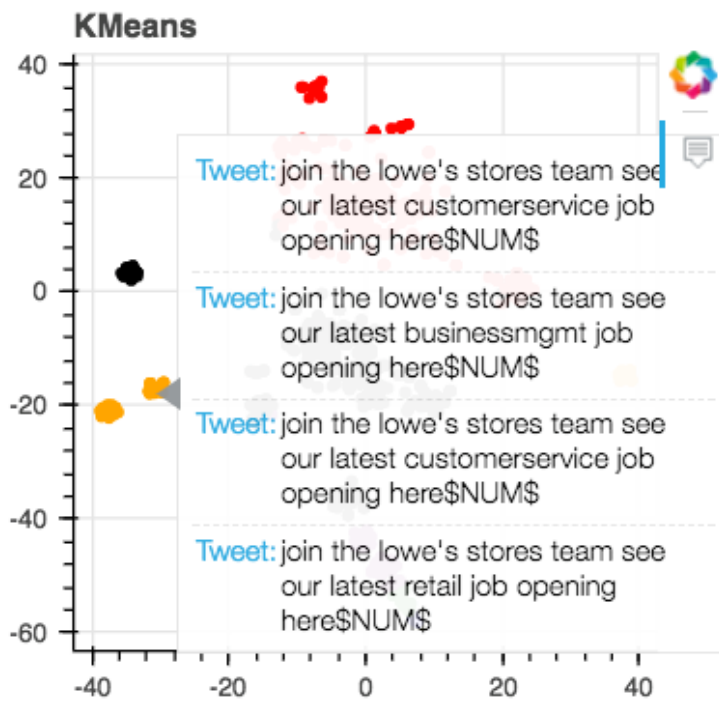 KMeans
40
20
0
-20
-40
-60
Tweet: join the lowe's stores team see
our latest customerservice job
opening here$NUM$
Tweet: join the lowe's stores team see
our latest businessmgmt job
opening here$NUM$
Tweet: join the lowe's stores team see
our latest customerservice job
opening here$NUM$
Tweet: join the lowe's stores team see
our latest retail job opening
here$NUM$
-40 -20 0 20 40